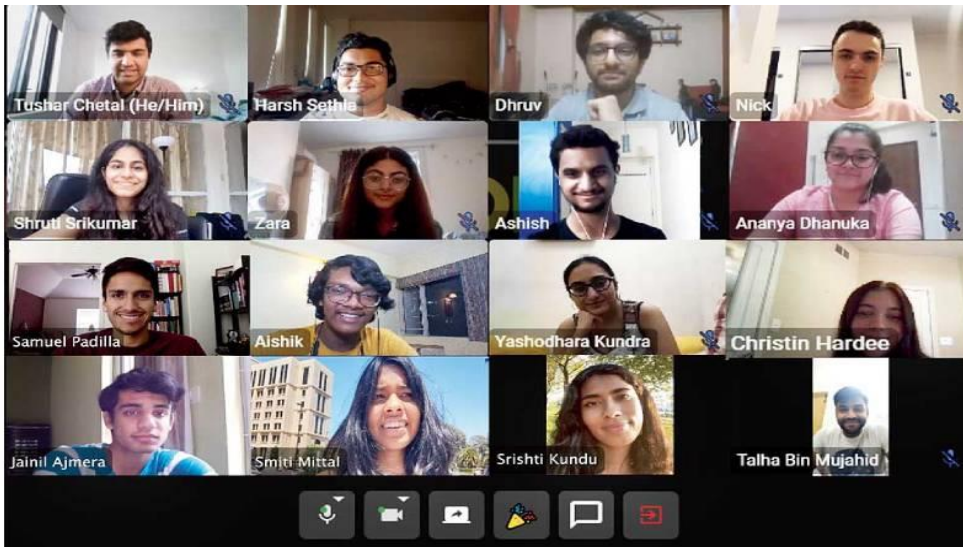 Tushar Chetal (He/Him)
Harsh Sethia
Dhruv
Nick
Shruti Srikumar
Zara
Ashish
Ananya Dhanuka
Samuel Padilla
Aishik
Yashodhara Kundra
Christin Hardee
Jainil Ajmera
Smiti Mittal
Srishti Kundu
Talha Bin Mujahid